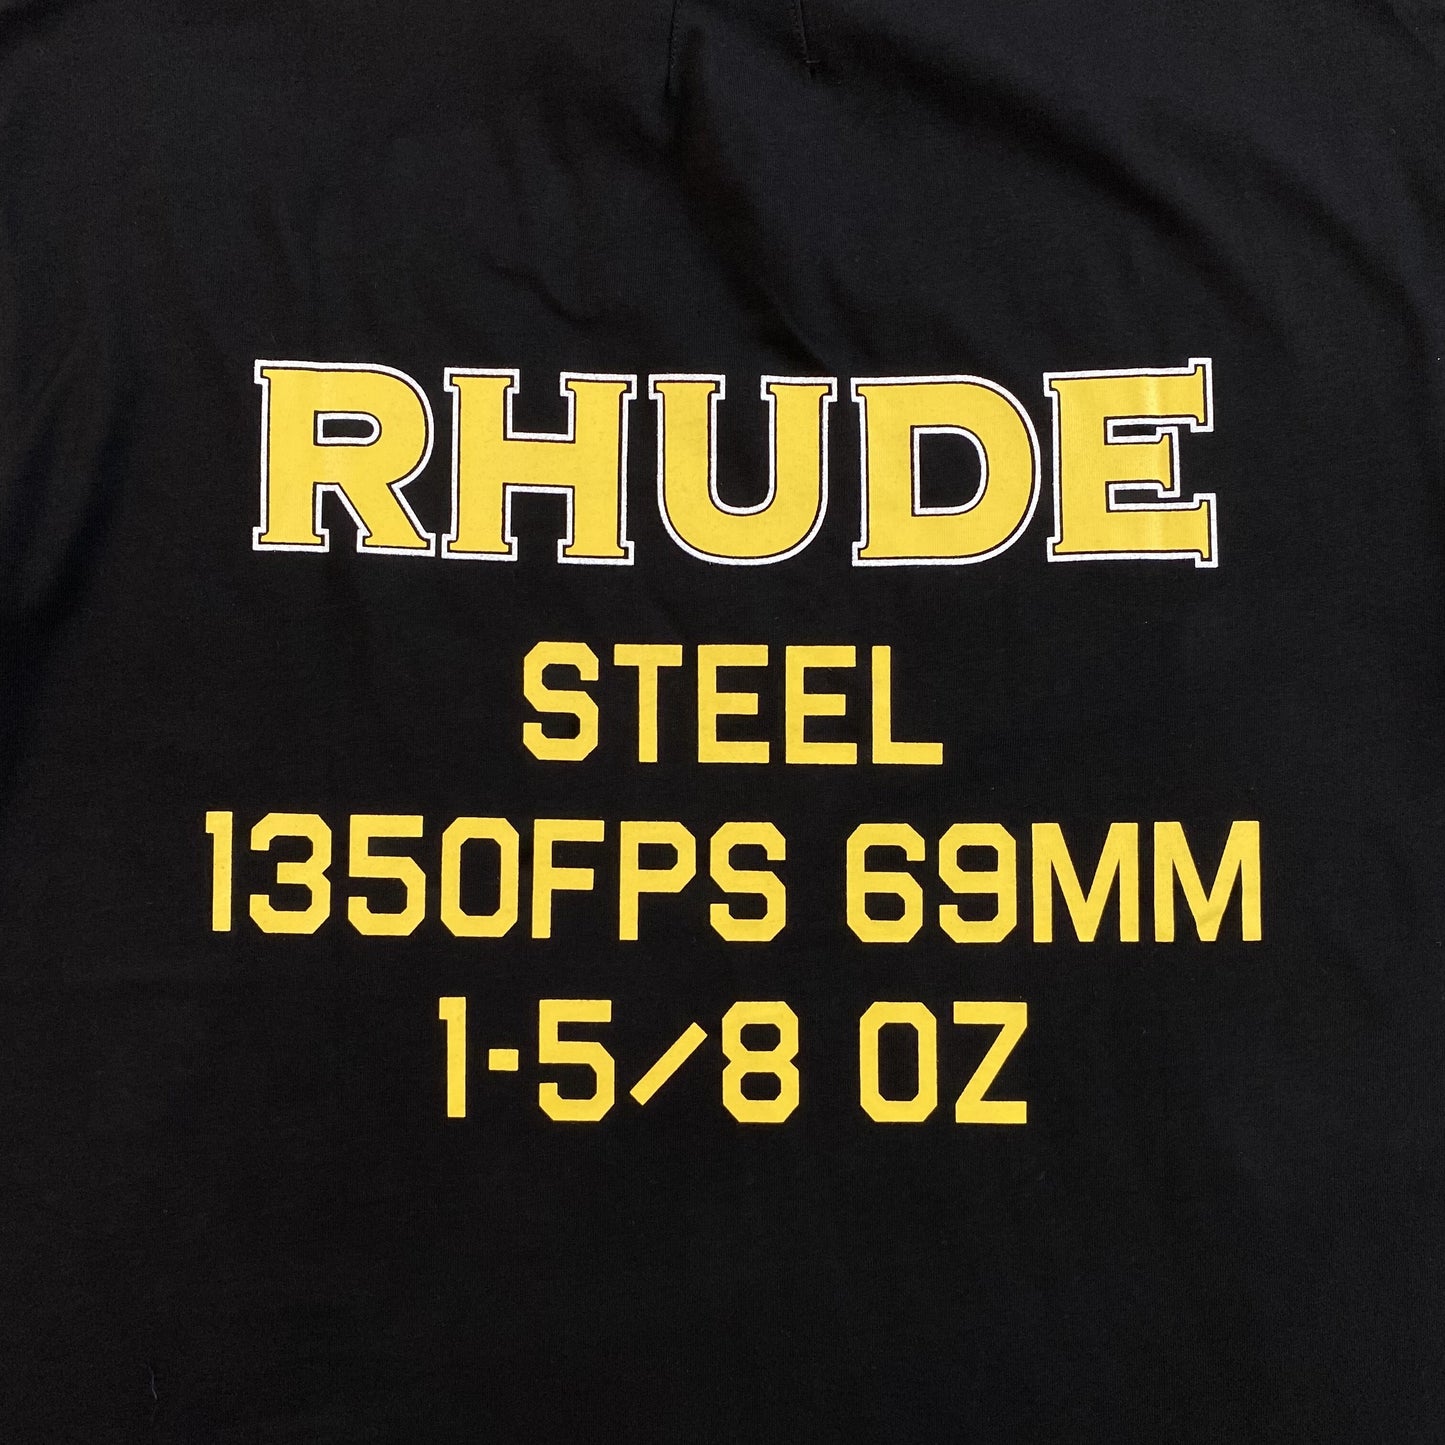 RHUDE
STEEL
1350FPS 69MM
1-5/8 OZ